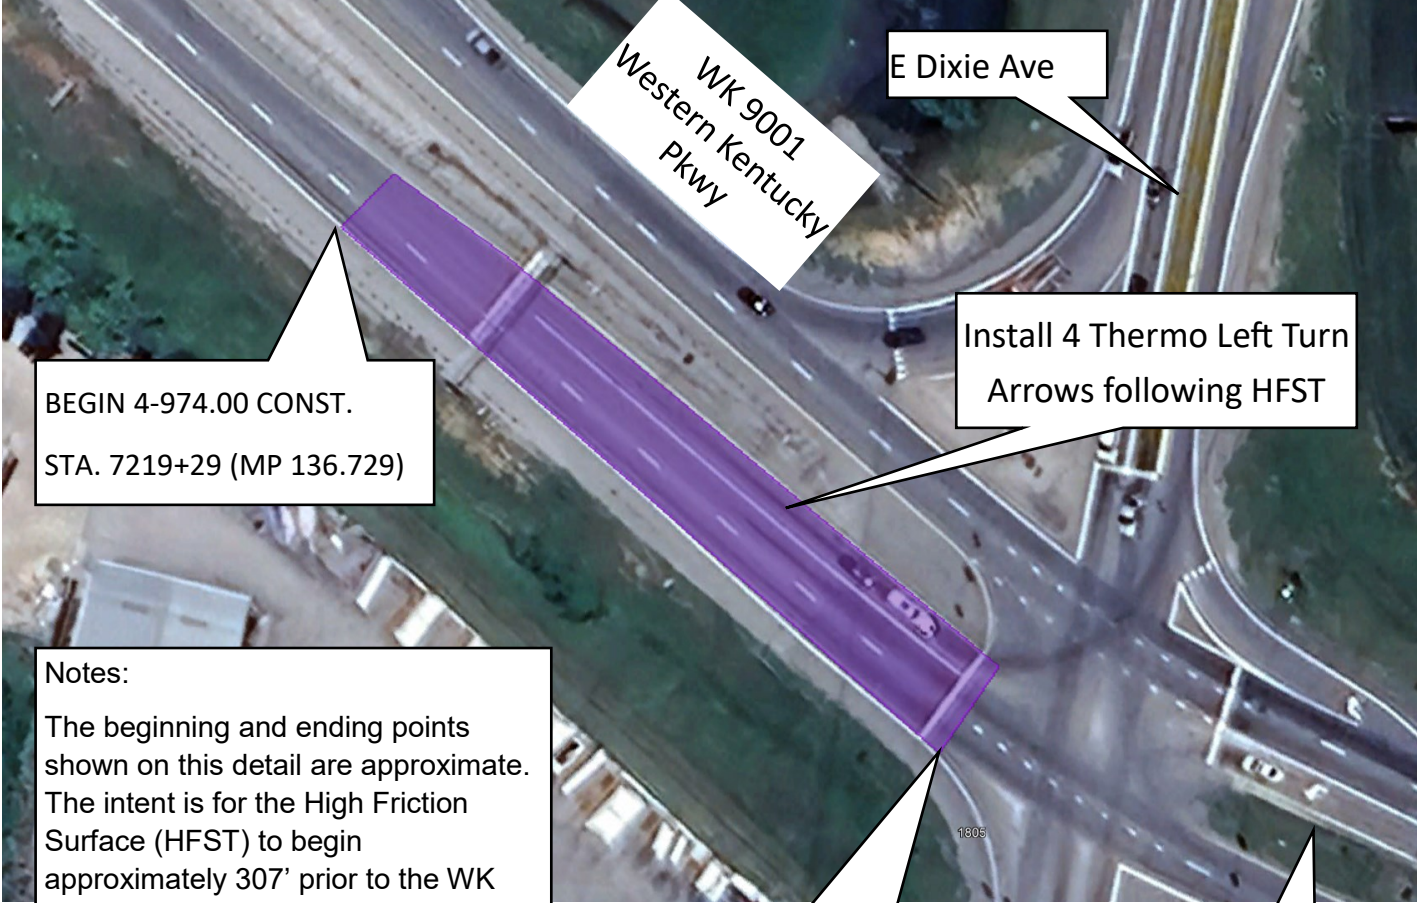 WK 9001
Western Kentucky
Pkwy
E Dixie Ave
Install 4 Thermo Left Turn
Arrows following HFST
BEGIN 4-974.00 CONST.
STA. 7219+29 (MP 136.729)
Notes:
The beginning and ending points
shown on this detail are approximate.
The intent is for the High Friction
Surface (HFST) to begin
approximately 307’ prior to the WK
1805